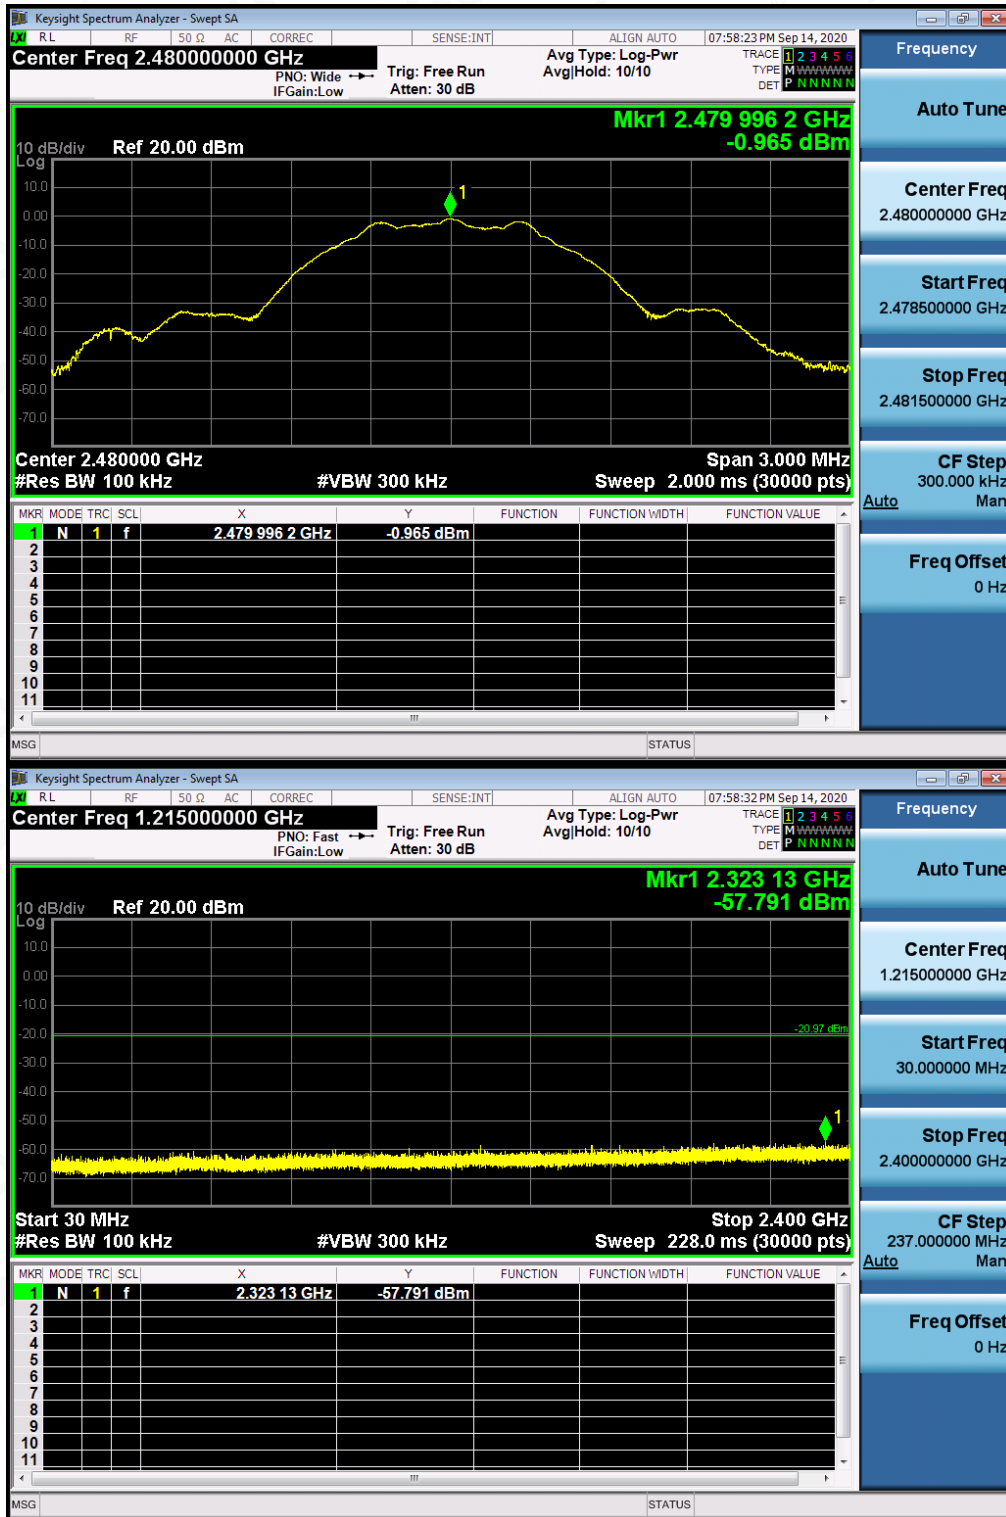 Keysight Spectrum Analyzer - Swept SA
LXI RL RF 50 Ω AC CORREC SENSE:INT ALIGN AUTO 07:58:23 PM Sep 14, 2020
Center Freq 2.480000000 GHz
PNO: Wide
IFGain:Low
Trig: Free Run
Atten: 30 dB
Avg Type: Log-Pwr
Avg|Hold: 10/10
TRACE 1 2 3 4 5 6
TYPE M WWWWW
DET P N N N N N
Mkr1 2.479 996 2 GHz
-0.965 dBm
10 dB/div Ref 20.00 dBm
Log
10.0
0.00
-10.0
-20.0
-30.0
-40.0
-50.0
-60.0
-70.0
1
Center 2.480000 GHz Span 3.000 MHz
#Res BW 100 kHz #VBW 300 kHz Sweep 2.000 ms (30000 pts)
MKR MODE TRC SCL X Y FUNCTION FUNCTION WIDTH FUNCTION VALUE
1 N 1 f 2.479 996 2 GHz -0.965 dBm
2
3
4
5
6
7
8
9
10
11
MSG STATUS
Frequency
Auto Tune
Center Freq
2.480000000 GHz
Start Freq
2.478500000 GHz
Stop Freq
2.481500000 GHz
CF Step
300.000 kHz
Auto Man
Freq Offset
0 Hz
Keysight Spectrum Analyzer - Swept SA
LXI RL RF 50 Ω AC CORREC SENSE:INT ALIGN AUTO 07:58:32 PM Sep 14, 2020
Center Freq 1.215000000 GHz
PNO: Fast
IFGain:Low
Trig: Free Run
Atten: 30 dB
Avg Type: Log-Pwr
Avg|Hold: 10/10
TRACE 1 2 3 4 5 6
TYPE M WWWWW
DET P N N N N N
Mkr1 2.323 13 GHz
-57.791 dBm
10 dB/div Ref 20.00 dBm
Log
10.0
0.00
-10.0
-20.0
-30.0
-40.0
-50.0
-60.0
-70.0
-20.97 dBm
1
Start 30 MHz Stop 2.400 GHz
#Res BW 100 kHz #VBW 300 kHz Sweep 228.0 ms (30000 pts)
MKR MODE TRC SCL X Y FUNCTION FUNCTION WIDTH FUNCTION VALUE
1 N 1 f 2.323 13 GHz -57.791 dBm
2
3
4
5
6
7
8
9
10
11
MSG STATUS
Frequency
Auto Tune
Center Freq
1.215000000 GHz
Start Freq
30.000000 MHz
Stop Freq
2.400000000 GHz
CF Step
237.000000 MHz
Auto Man
Freq Offset
0 Hz